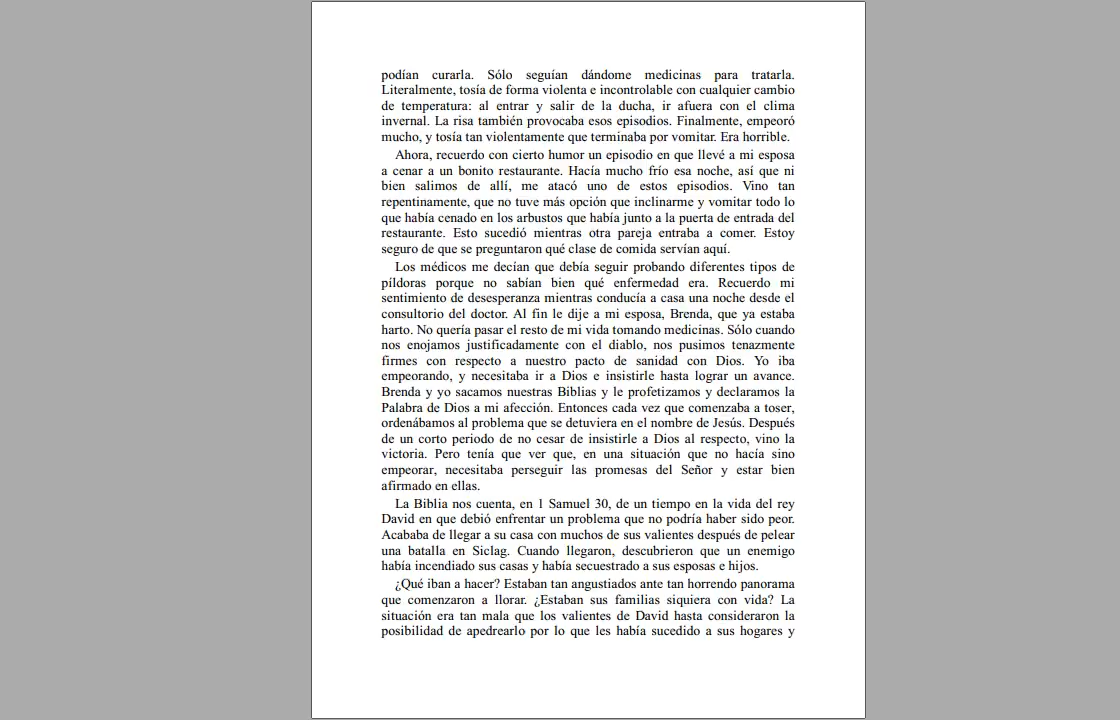 podían curarla. Sólo seguían dándome medicinas para tratarla.
Literalmente, tosía de forma violenta e incontrolable con cualquier cambio
de temperatura: al entrar y salir de la ducha, ir afuera con el clima
invernal. La risa también provocaba esos episodios. Finalmente, empeoró
mucho, y tosía tan violentamente que terminaba por vomitar. Era horrible.
Ahora, recuerdo con cierto humor un episodio en que llevé a mi esposa
a cenar a un bonito restaurante. Hacía mucho frío esa noche, así que ni
bien salimos de allí, me atacó uno de estos episodios. Vino tan
repentinamente, que no tuve más opción que inclinarme y vomitar todo lo
que había cenado en los arbustos que había junto a la puerta de entrada del
restaurante. Esto sucedió mientras otra pareja entraba a comer. Estoy
seguro de que se preguntaron qué clase de comida servían aquí.
Los médicos me decían que debía seguir probando diferentes tipos de
píldoras porque no sabían bien qué enfermedad era. Recuerdo mi
sentimiento de desesperanza mientras conducía a casa una noche desde el
consultorio del doctor. Al fin le dije a mi esposa, Brenda, que ya estaba
harto. No quería pasar el resto de mi vida tomando medicinas. Sólo cuando
nos enojamos justificadamente con el diablo, nos pusimos tenazmente
firmes con respecto a nuestro pacto de sanidad con Dios. Yo iba
empeorando, y necesitaba ir a Dios e insistirle hasta lograr un avance.
Brenda y yo sacamos nuestras Biblias y le profetizamos y declaramos la
Palabra de Dios a mi afección. Entonces cada vez que comenzaba a toser,
ordenábamos al problema que se detuviera en el nombre de Jesús. Después
de un corto periodo de no cesar de insistirle a Dios al respecto, vino la
victoria. Pero tenía que ver que, en una situación que no hacía sino
empeorar, necesitaba perseguir las promesas del Señor y estar bien
afirmado en ellas.
La Biblia nos cuenta, en 1 Samuel 30, de un tiempo en la vida del rey
David en que debió enfrentar un problema que no podría haber sido peor.
Acababa de llegar a su casa con muchos de sus valientes después de pelear
una batalla en Siclag. Cuando llegaron, descubrieron que un enemigo
había incendiado sus casas y había secuestrado a sus esposas e hijos.
¿Qué iban a hacer? Estaban tan angustiados ante tan horrendo panorama
que comenzaron a llorar. ¿Estaban sus familias siquiera con vida? La
situación era tan mala que los valientes de David hasta consideraron la
posibilidad de apedrearlo por lo que les había sucedido a sus hogares y